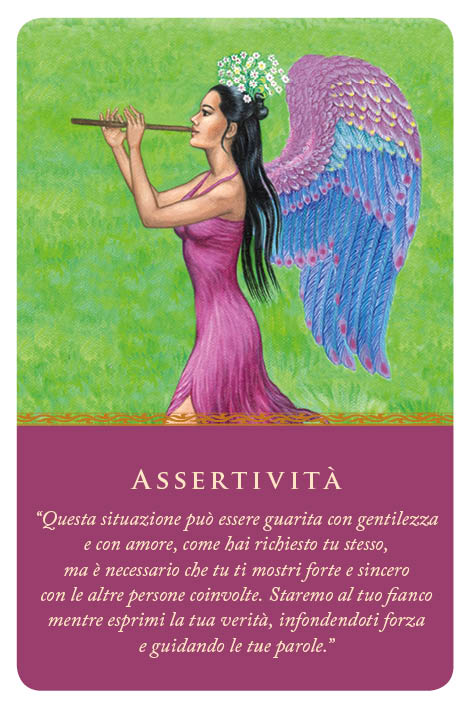 Assertività
“Questa situazione può essere guarita con gentilezza
e con amore, come hai richiesto tu stesso,
ma è necessario che tu ti mostri forte e sincero
con le altre persone coinvolte. Staremo al tuo fianco
mentre esprimi la tua verità, infondendoti forza
e guidando le tue parole.”